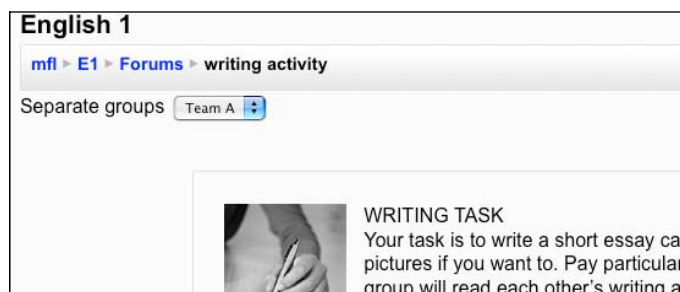 English 1
mfl ► E1 ► Forums ► writing activity
Separate groups Team A
WRITING TASK
Your task is to write a short essay ca
pictures if you want to. Pay particular
group will read each other's writing a